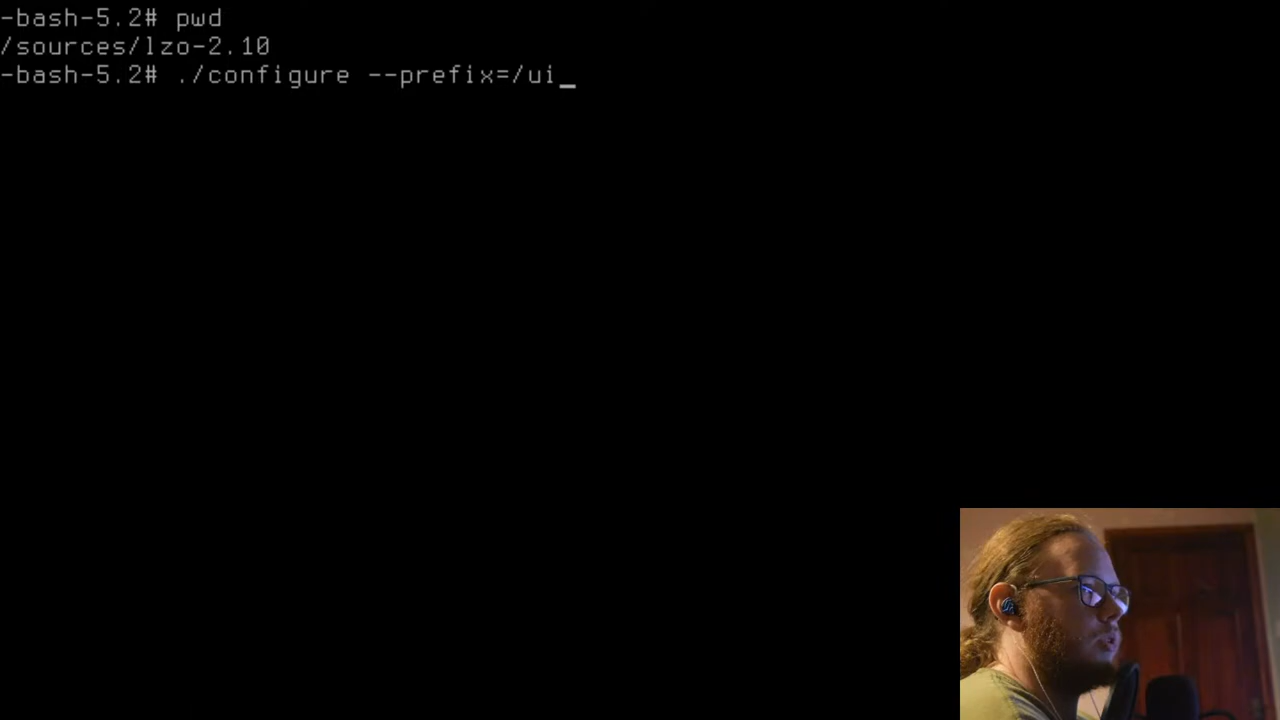 -bash-5.2# pwd
/sources/lzo-2.10
-bash-5.2# ./configure --prefix=/ui_